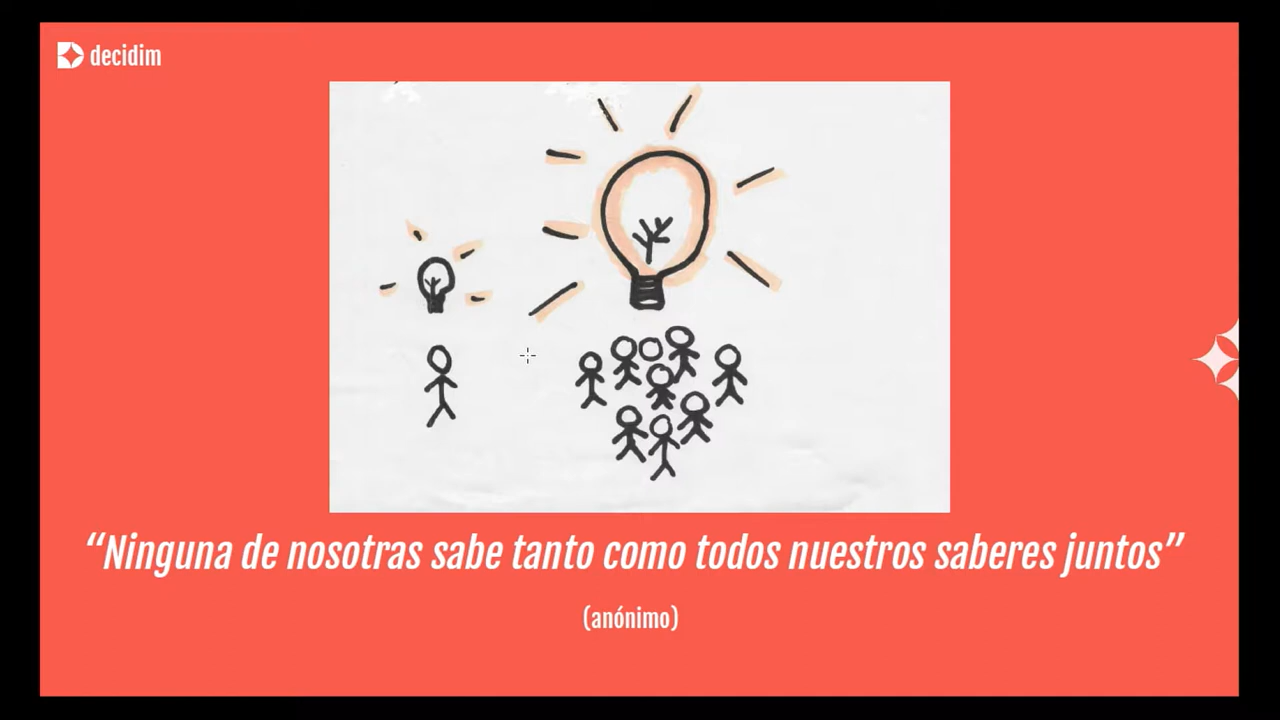 decidim
“Ninguna de nosotras sabe tanto como todos nuestros saberes juntos”
(anónimo)